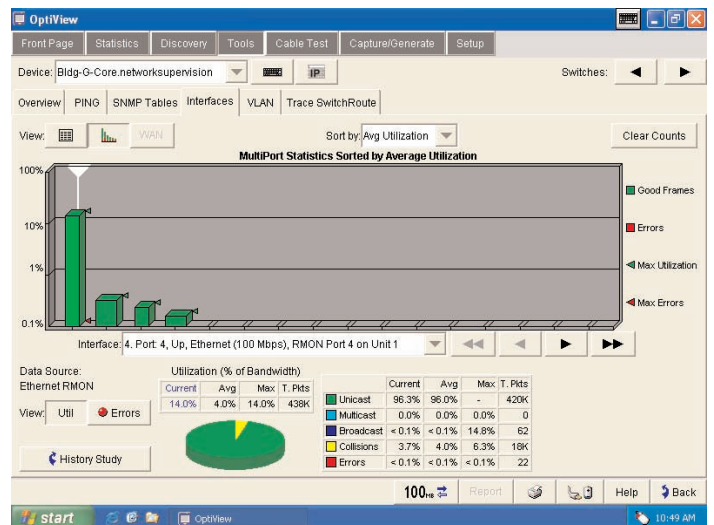 OptiView
Front Page Statistics Discovery Tools Cable Test Capture/Generate Setup
Device: Bldg-G-Core.networksupervision IP Switches:
Overview PING SNMP Tables Interfaces VLAN Trace SwitchRoute
View: WAN Sort by: Avg Utilization Clear Counts
MultiPort Statistics Sorted by Average Utilization
100%
10%
1%
0.1%
Good Frames
Errors
Max Utilization
Max Errors
Interface: 4. Port: 4, Up, Ethernet (100 Mbps), RMON Port 4 on Unit 1
Data Source:
Ethernet RMON
View: Util Errors
History Study
Utilization (% of Bandwidth)
Current Avg Max T. Pkts
14.0% 4.0% 14.0% 438K
Current Avg Max T. Pkts
Unicast 96.3% 96.0% - 420K
Multicast 0.0% 0.0% 0.0% 0
Broadcast < 0.1% < 0.1% 14.8% 62
Collisions 3.7% 4.0% 6.3% 18K
Errors < 0.1% < 0.1% < 0.1% 22
100 MB Report Help Back
start OptiView 10:49 AM